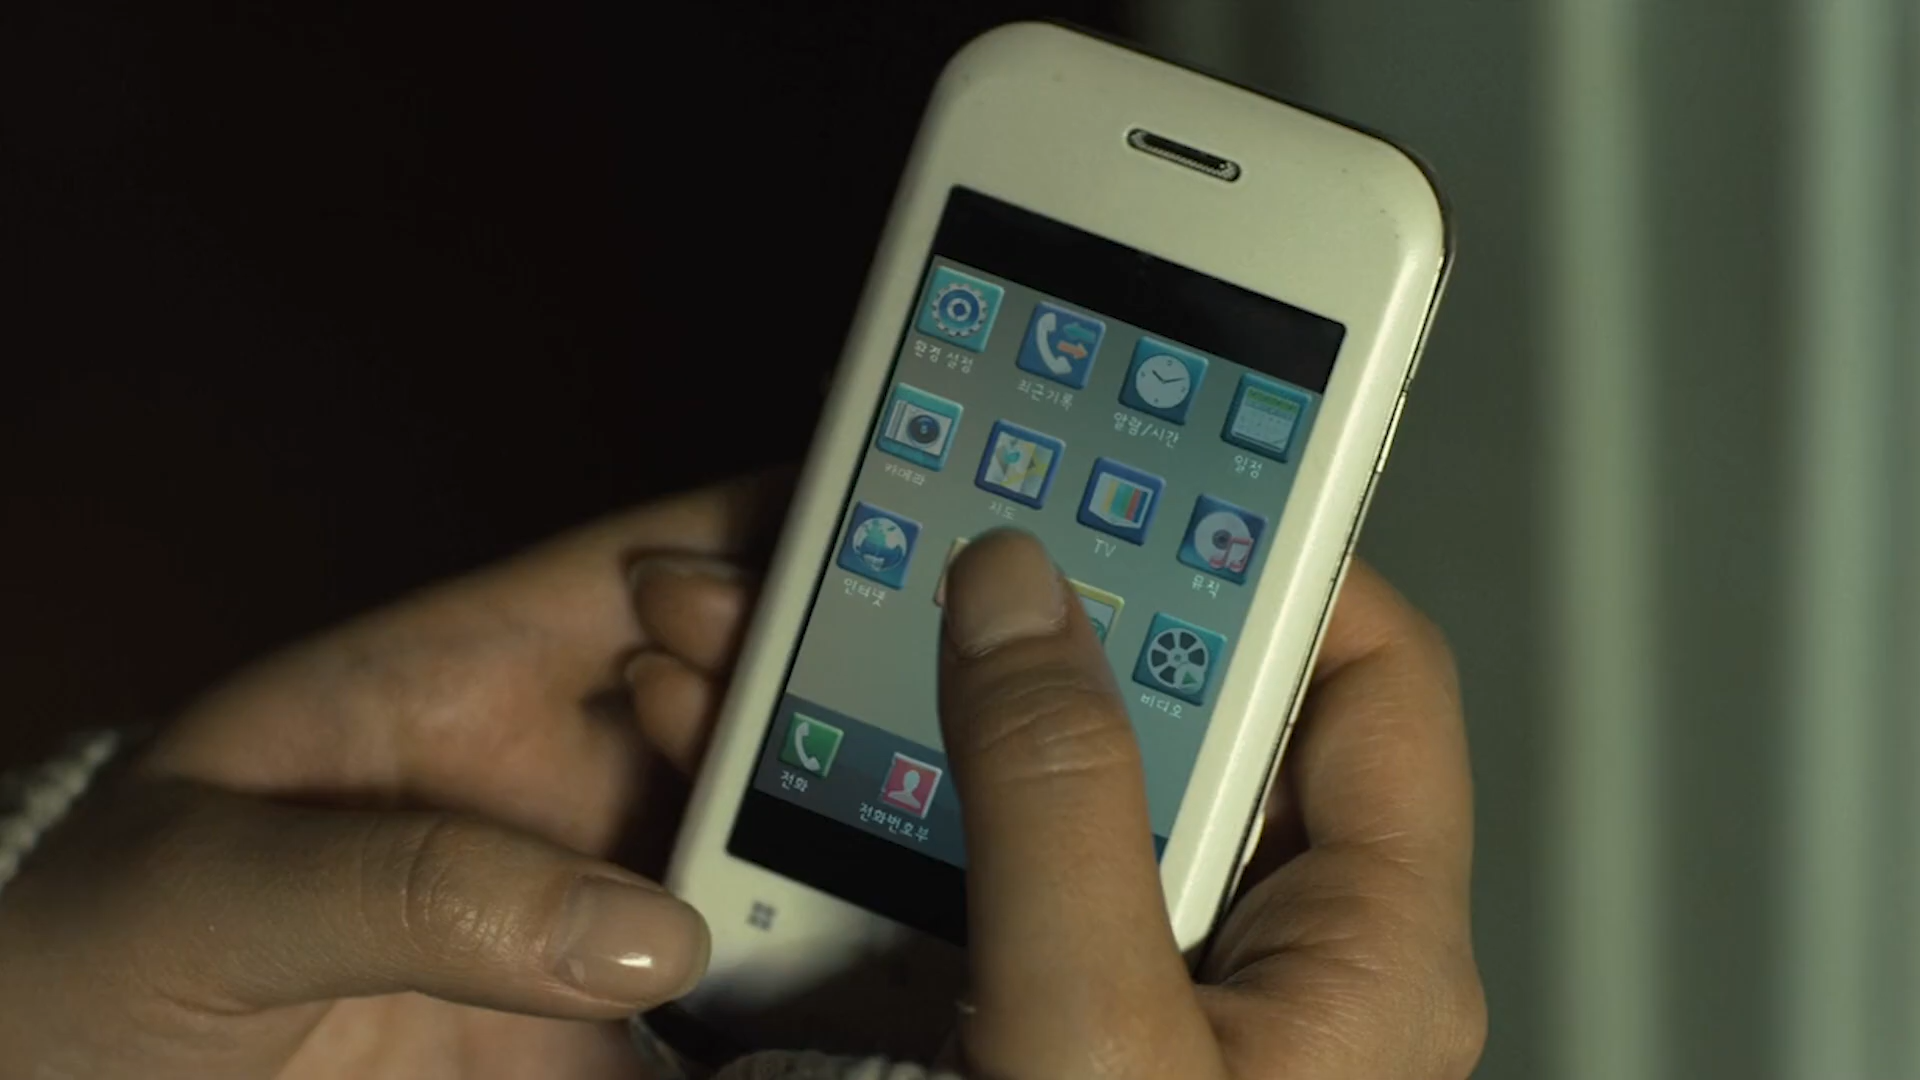 환경 설정
최근기록
알람/시간
일정
카메라
지도
TV
뮤직
인터넷
비디오
전화
전화번호부